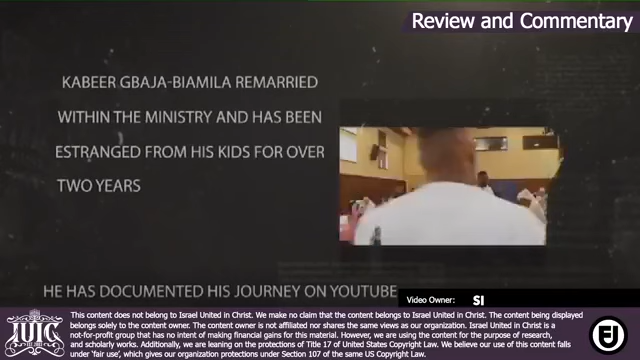 Review and Commentary
KABEER GBAJA-BIAMILA REMARRIED
WITHIN THE MINISTRY AND HAS BEEN
ESTRANGED FROM HIS KIDS FOR OVER
TWO YEARS
HE HAS DOCUMENTED HIS JOURNEY ON YOUTUBE
Video Owner: SI
IUIC
This content does not belong to Israel United in Christ. We make no claim that the content belongs to Israel United in Christ. The content being displayed
belongs solely to the content owner. The content owner is not affiliated nor shares the same views as our organization. Israel United in Christ is a
not-for-profit group that has no intent of making financial gains for this material. However, we are using the content for the purpose of research,
and scholarly works. Additionally, we are leaning on the protections of Title 17 of United States Copyright Law. We believe our use of this content falls
under 'fair use', which gives our organization protections under Section 107 of the same US Copyright Law.